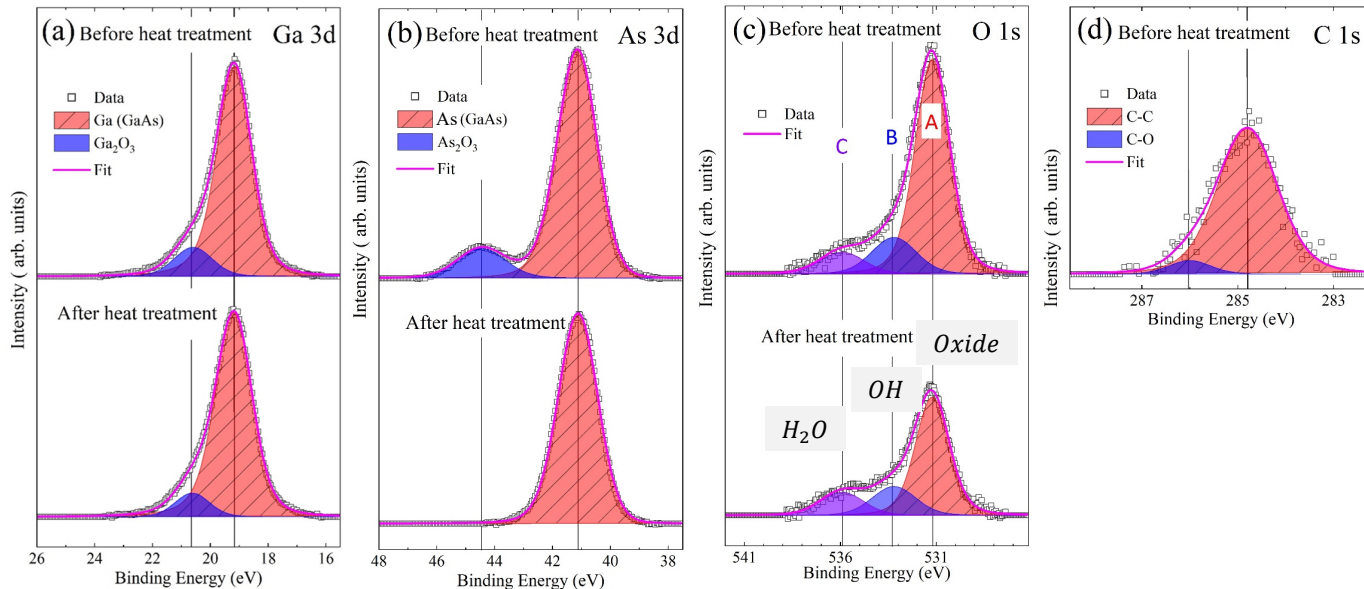 (a) Before heat treatment Ga 3d
Data
Ga (GaAs)
Ga₂O₃
Fit
After heat treatment
Intensity ( arb. units)
26 24 22 20 18 16
Binding Energy (eV)
(b) Before heat treatment As 3d
Data
As (GaAs)
As₂O₃
Fit
After heat treatment
Intensity ( arb. units)
48 46 44 42 40 38
Binding Energy (eV)
(c) Before heat treatment O 1s
Data
Fit
C B A
After heat treatment
Oxide
OH
H₂O
Intensity ( arb. units)
541 536 531
Binding Energy (eV)
(d) Before heat treatment C 1s
Data
C-C
C-O
Fit
Intensity ( arb. units)
287 285 283
Binding Energy (eV)